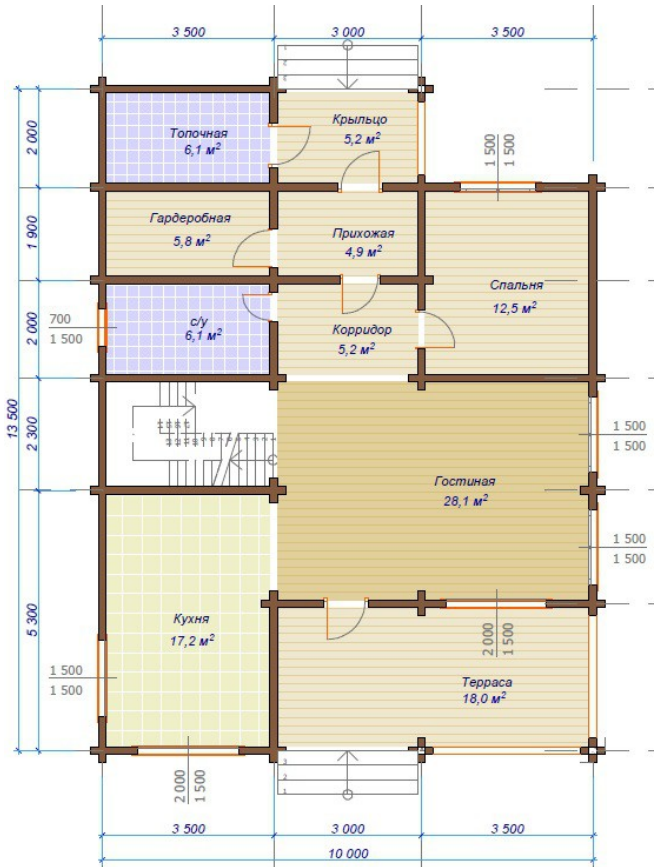 3 500
3 000
3 500
2 000
1 900
2 000
2 300
5 300
13 500
Топочная
6,1 м²
Крыльцо
5,2 м²
1 500
1 500
Гардеробная
5,8 м²
Прихожая
4,9 м²
Спальня
12,5 м²
700
1 500
с/у
6,1 м²
Корридор
5,2 м²
1 500
1 500
Гостиная
28,1 м²
1 500
1 500
Кухня
17,2 м²
2 000
1 500
1 500
1 500
Терраса
18,0 м²
2 000
1 500
3
2
1
3 500
3 000
3 500
10 000